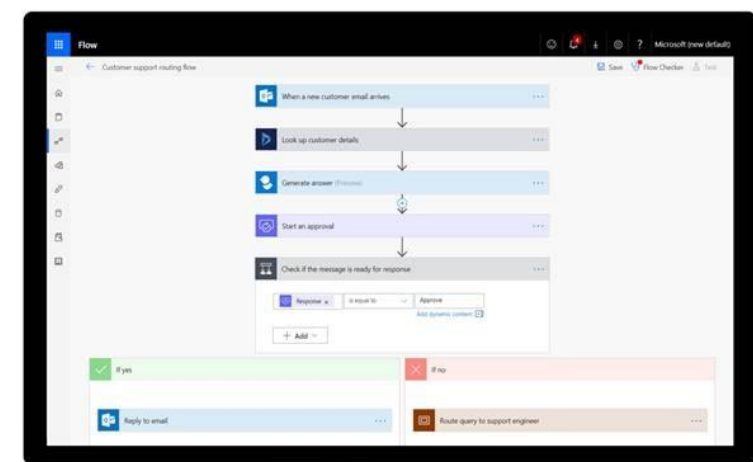 Flow
4
?
Microsoft (new default)
Customer support routing flow
Save
Flow Checker
Test
When a new customer email arrives
Look up customer details
Generate answer (Preview)
Start an approval
Check if the message is ready for response
Response x
is equal to
Approve
Add dynamic content
+ Add
If yes
If no
Reply to email
Route query to support engineer